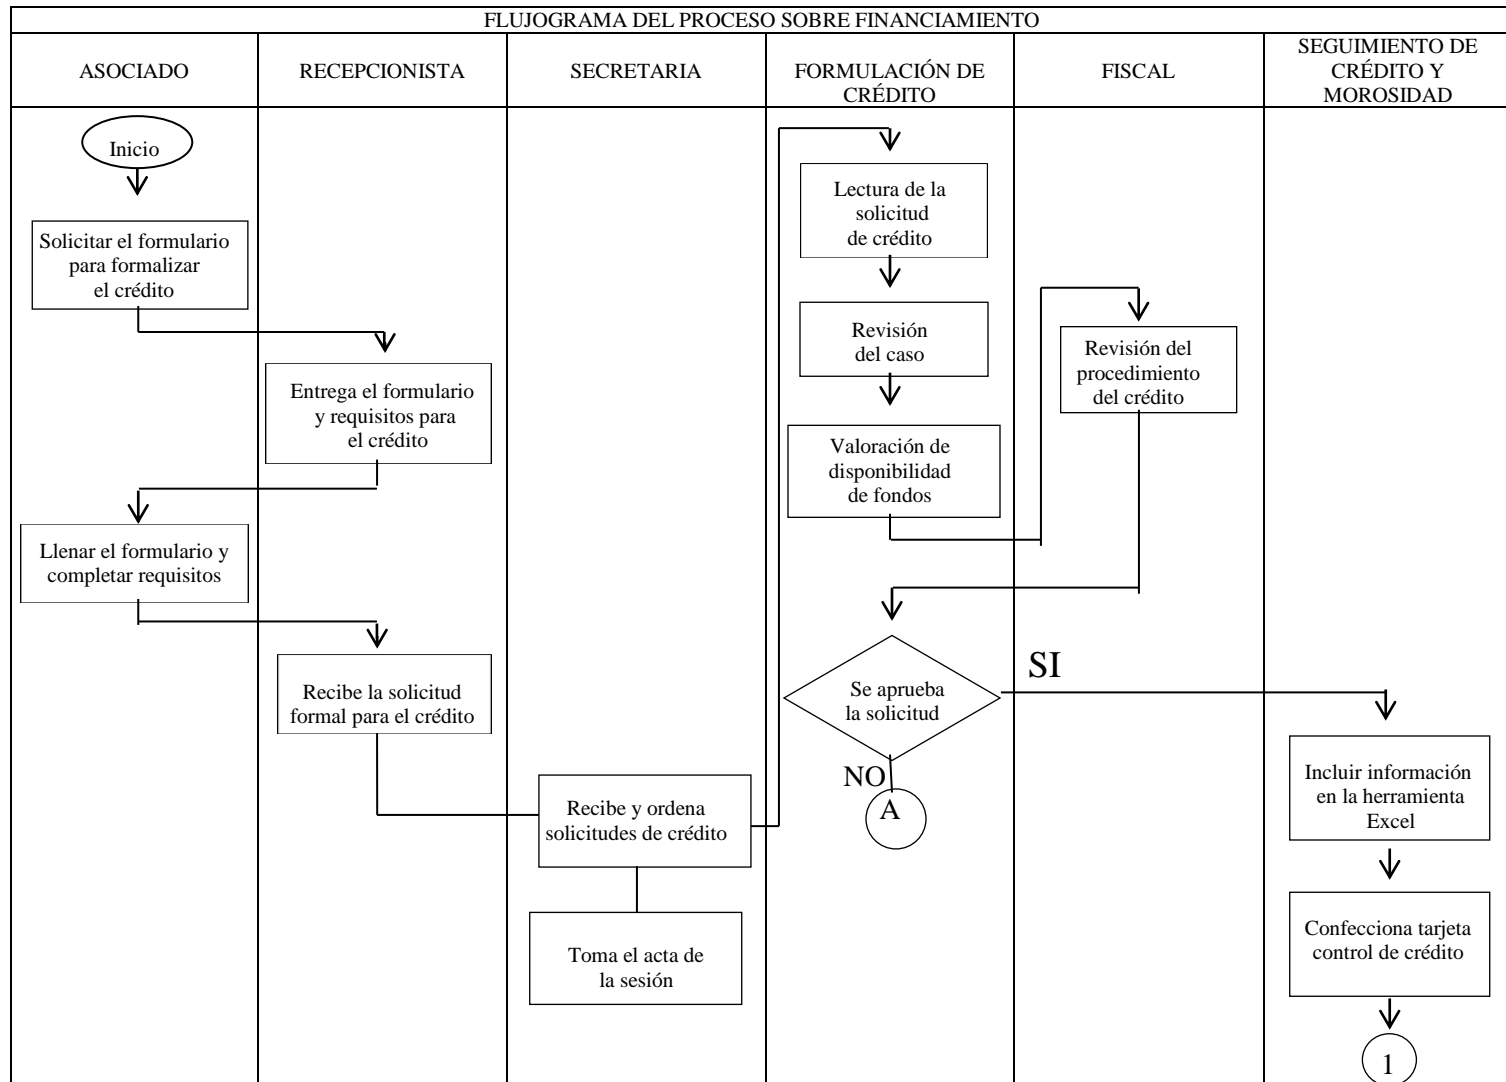 FLUJOGRAMA DEL PROCESO SOBRE FINANCIAMIENTO
ASOCIADO
RECEPCIONISTA
SECRETARIA
FORMULACIÓN DE
CRÉDITO
FISCAL
SEGUIMIENTO DE
CRÉDITO Y
MOROSIDAD
Inicio
Solicitar el formulario
para formalizar
el crédito
Entrega el formulario
y requisitos para
el crédito
Llenar el formulario y
completar requisitos
Recibe la solicitud
formal para el crédito
Recibe y ordena
solicitudes de crédito
Toma el acta de
la sesión
Lectura de la
solicitud
de crédito
Revisión
del caso
Valoración de
disponibilidad
de fondos
Revisión del
procedimiento
del crédito
Se aprueba
la solicitud
SI
NO
A
Incluir información
en la herramienta
Excel
Confecciona tarjeta
control de crédito
1